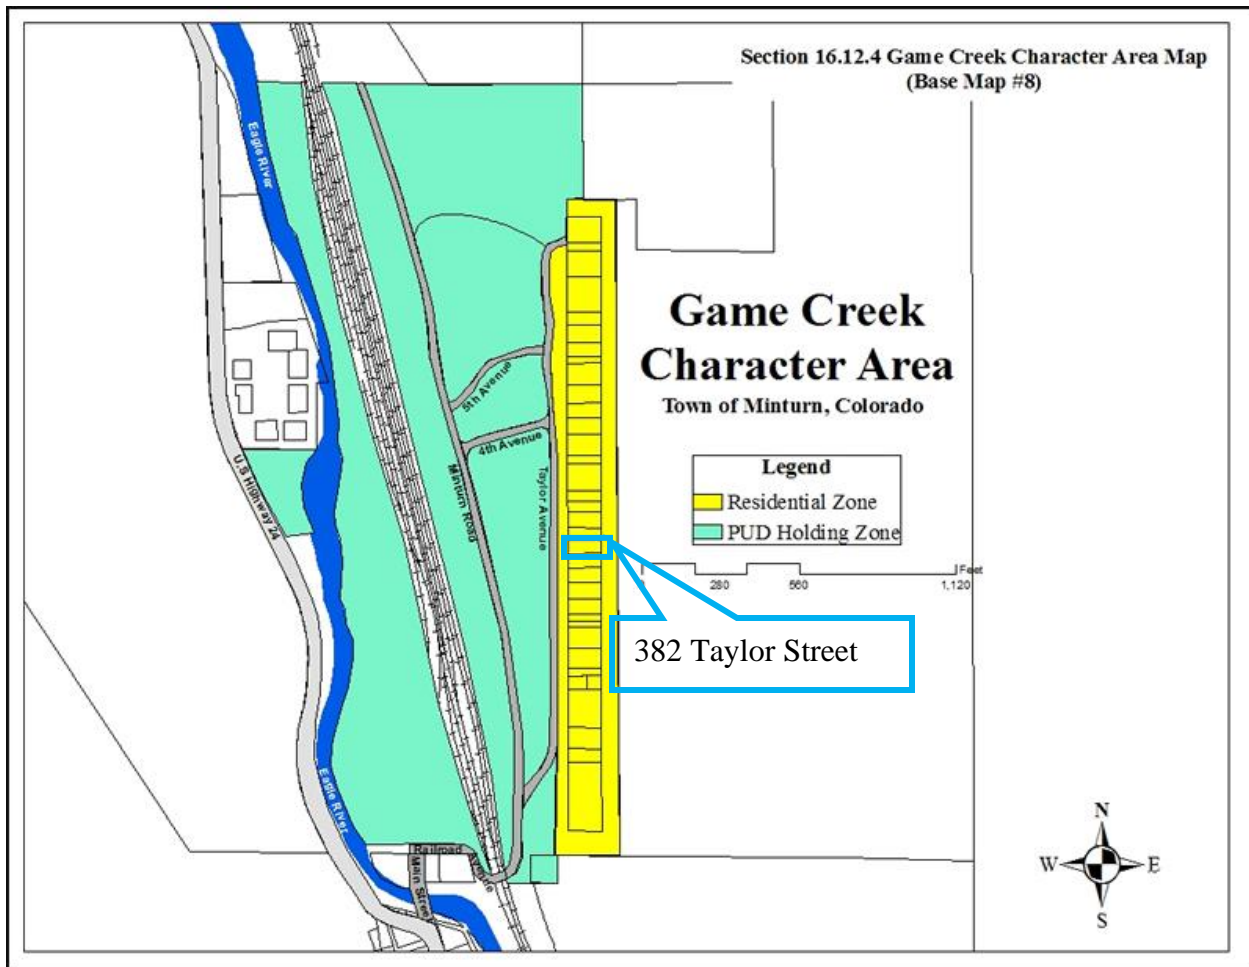 Section 16.12.4 Game Creek Character Area Map
(Base Map #8)
Eagle River
Game Creek
Character Area
Town of Minturn, Colorado
5th Avenue
4th Avenue
Minturn Road
Taylor Avenue
U.S Highway 24
Legend
Residential Zone
PUD Holding Zone
Feet
280
560
1,120
382 Taylor Street
Eagle River
Railroad
Avenue
Main Street
N
W
E
S